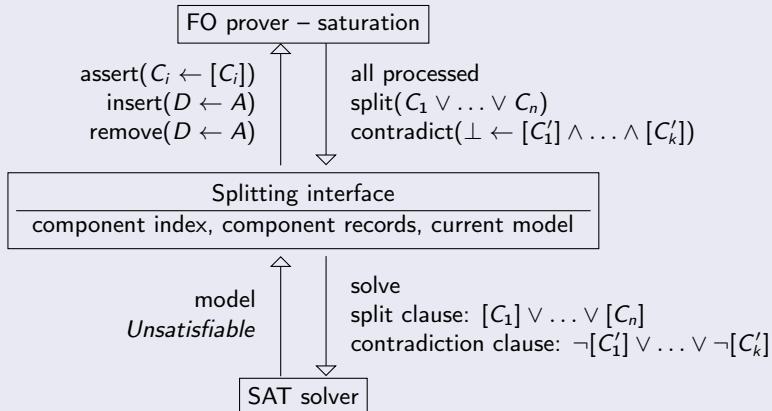 FO prover – saturation
assert(C_i ← [C_i])
insert(D ← A)
remove(D ← A)
all processed
split(C_1 ∨ … ∨ C_n)
contradict(⊥ ← [C′_1] ∧ … ∧ [C′_k])
Splitting interface
component index, component records, current model
model
Unsatisfiable
solve
split clause: [C_1] ∨ … ∨ [C_n]
contradiction clause: ¬[C′_1] ∨ … ∨ ¬[C′_k]
SAT solver